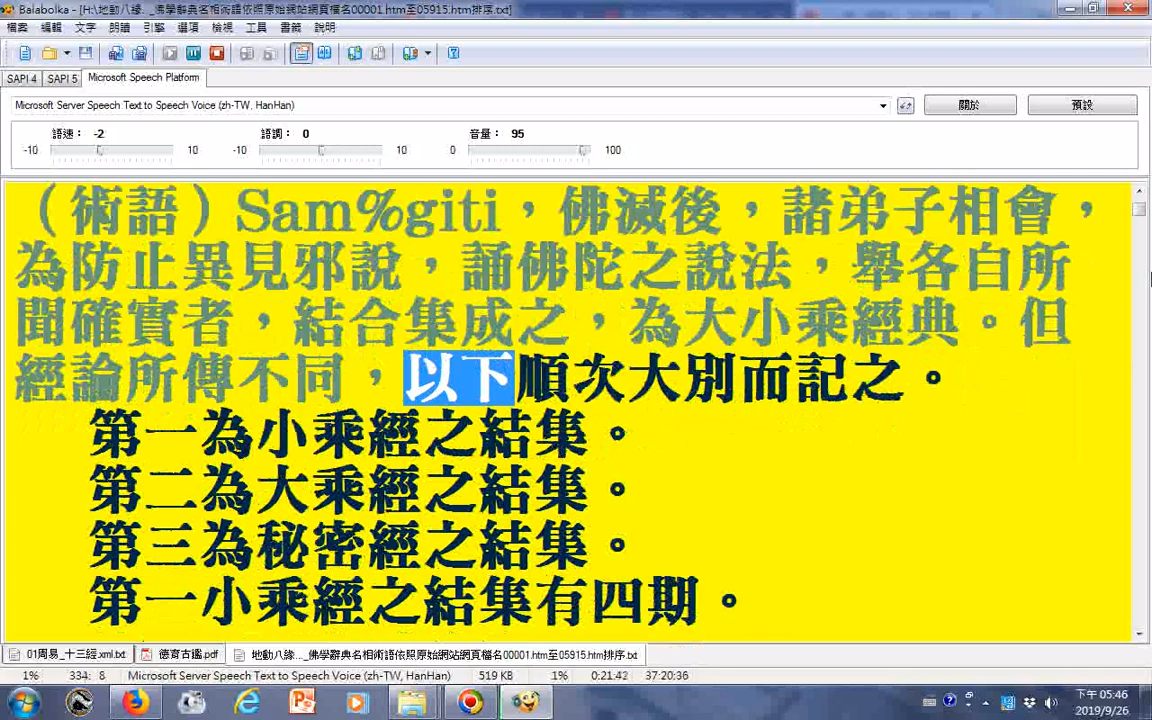 Balabolka - [H:\地動八緣..._佛學辭典名相術語依照原始網站網頁檔名00001.htm至05915.htm排序.txt]
檔案 編輯 文字 朗讀 引擎 選項 檢視 工具 書籤 說明
SAPI 4 SAPI 5 Microsoft Speech Platform
Microsoft Server Speech Text to Speech Voice (zh-TW, HanHan) 關於 預設
語速： -2 語調： 0 音量： 95
-10 10 -10 10 0 100
（術語）Sam%giti，佛滅後，諸弟子相會，
為防止異見邪說，誦佛陀之說法，舉各自所
聞確實者，結合集成之，為大小乘經典。但
經論所傳不同，以下順次大別而記之。
第一為小乘經之結集。
第二為大乘經之結集。
第三為秘密經之結集。
第一小乘經之結集有四期。
01周易_十三經.xml.txt 德育古鑑.pdf 地動八緣..._佛學辭典名相術語依照原始網站網頁檔名00001.htm至05915.htm排序.txt
1% 334: 8 Microsoft Server Speech Text to Speech Voice (zh-TW, HanHan) 519 KB 1% 0:21:42 37:20:36
下午 05:46
2019/9/26